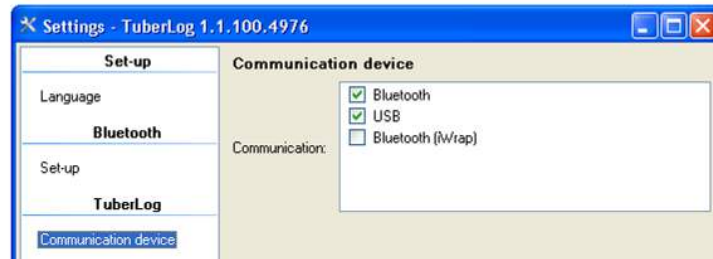 Settings - TuberLog 1.1.100.4976
Set-up
Language
Bluetooth
Set-up
TuberLog
Communication device
Communication device
Communication:
Bluetooth
USB
Bluetooth (iWrap)